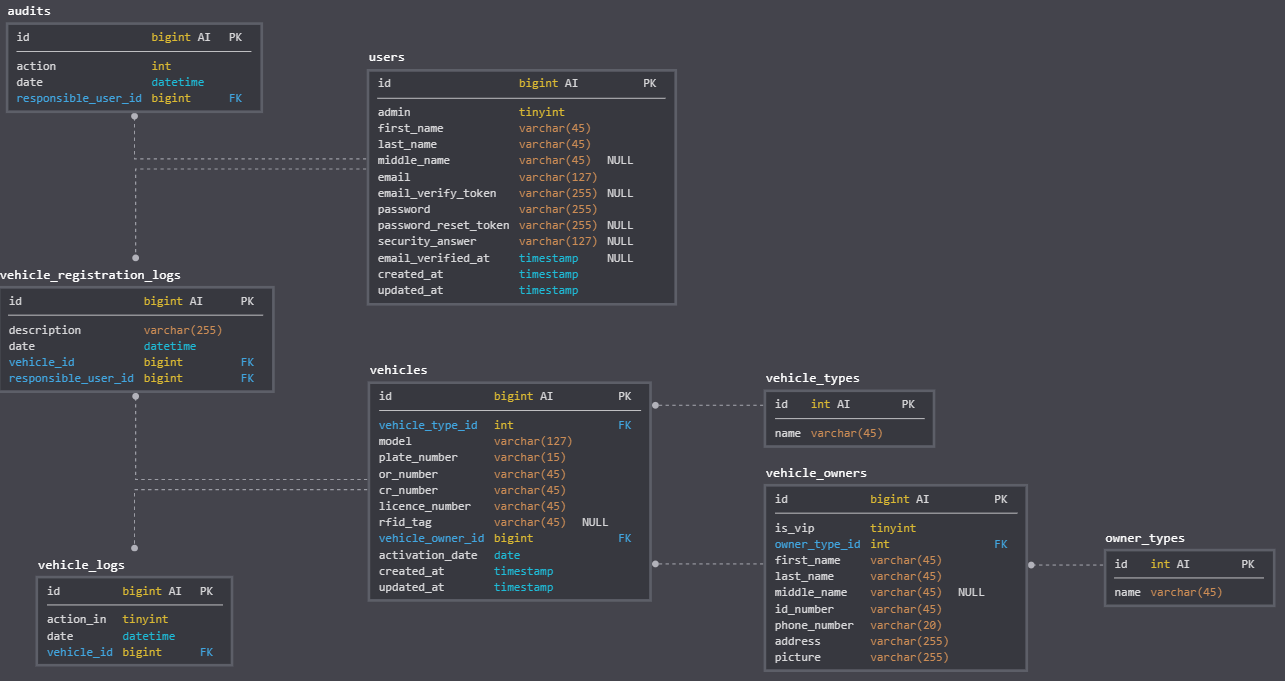 audits
id bigint AI PK
action int
date datetime
responsible_user_id bigint FK
users
id bigint AI PK
admin tinyint
first_name varchar(45)
last_name varchar(45)
middle_name varchar(45) NULL
email varchar(127)
email_verify_token varchar(255) NULL
password varchar(255)
password_reset_token varchar(255) NULL
security_answer varchar(127) NULL
email_verified_at timestamp NULL
created_at timestamp
updated_at timestamp
vehicle_registration_logs
id bigint AI PK
description varchar(255)
date datetime
vehicle_id bigint FK
responsible_user_id bigint FK
vehicles
id bigint AI PK
vehicle_type_id int FK
model varchar(127)
plate_number varchar(15)
or_number varchar(45)
cr_number varchar(45)
licence_number varchar(45)
rfid_tag varchar(45) NULL
vehicle_owner_id bigint FK
activation_date date
created_at timestamp
updated_at timestamp
vehicle_types
id int AI PK
name varchar(45)
vehicle_owners
id bigint AI PK
is_vip tinyint
owner_type_id int FK
first_name varchar(45)
last_name varchar(45)
middle_name varchar(45) NULL
id_number varchar(45)
phone_number varchar(20)
address varchar(255)
picture varchar(255)
owner_types
id int AI PK
name varchar(45)
vehicle_logs
id bigint AI PK
action_in tinyint
date datetime
vehicle_id bigint FK